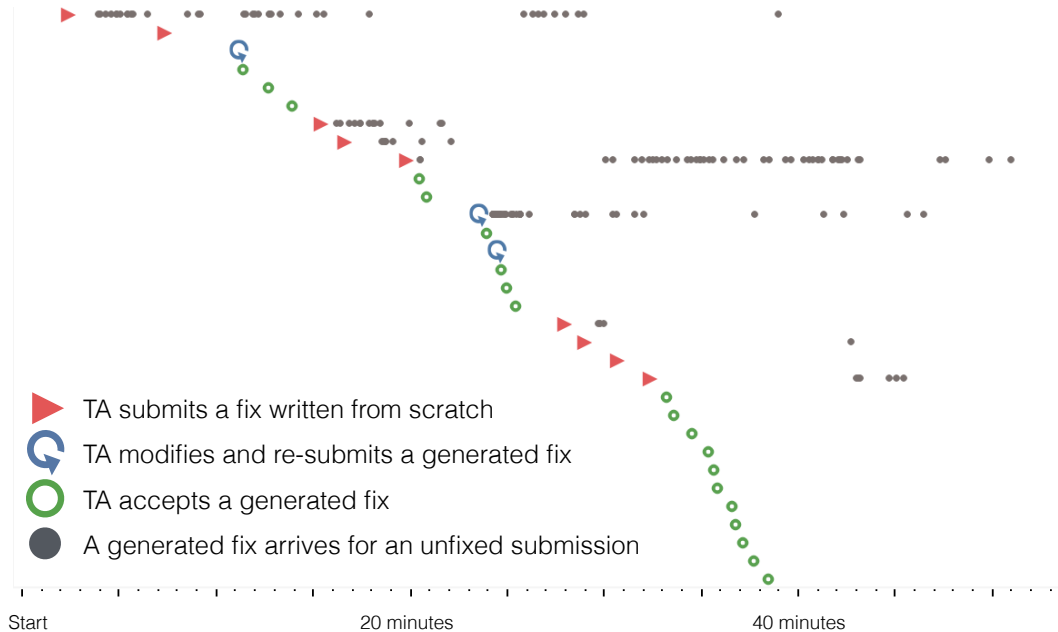 TA submits a fix written from scratch
TA modifies and re-submits a generated fix
TA accepts a generated fix
A generated fix arrives for an unfixed submission
Start 20 minutes 40 minutes